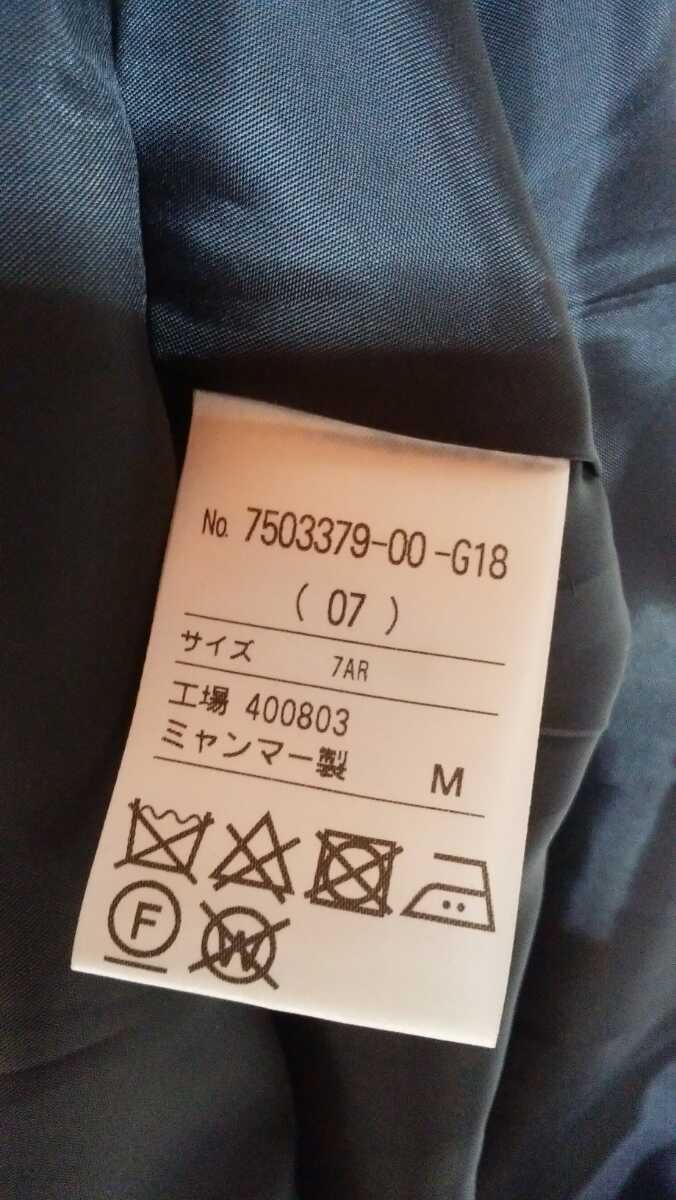 No. 7503379-00-G18
( 07 )
サイズ 7AR
工場 400803
ミャンマー製 M
F W